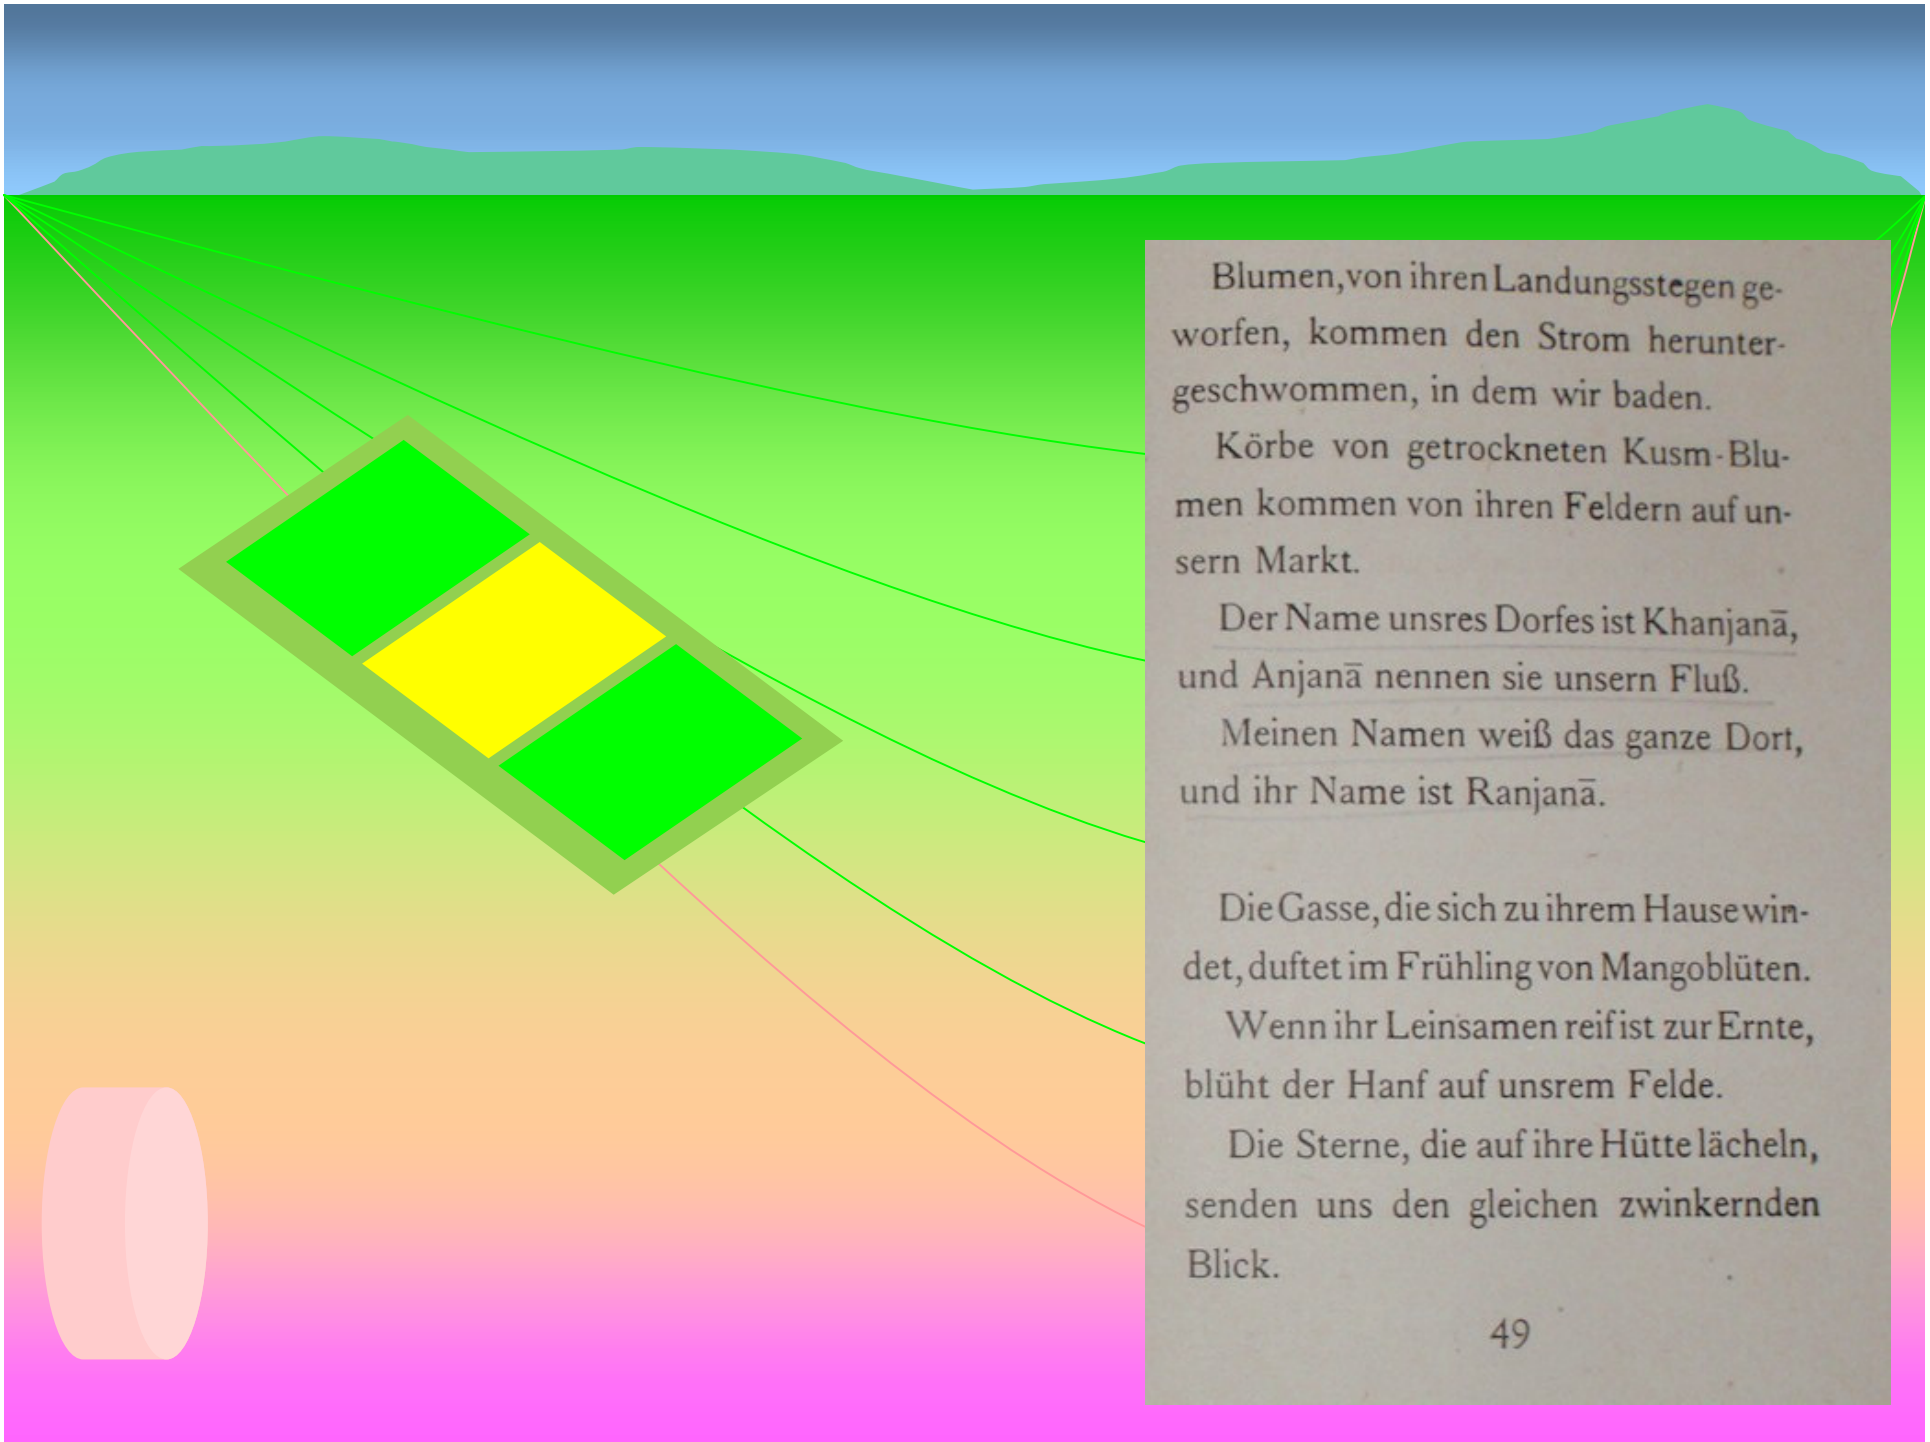 Blumen, von ihren Landungsstegen ge-
worfen, kommen den Strom herunter-
geschwommen, in dem wir baden.
Körbe von getrockneten Kusm-Blu-
men kommen von ihren Feldern auf un-
sern Markt.
Der Name unsres Dorfes ist Khanjanā,
und Anjanā nennen sie unsern Fluß.
Meinen Namen weiß das ganze Dort,
und ihr Name ist Ranjanā.
Die Gasse, die sich zu ihrem Hause win-
det, duftet im Frühling von Mangoblüten.
Wenn ihr Leinsamen reif ist zur Ernte,
blüht der Hanf auf unsrem Felde.
Die Sterne, die auf ihre Hütte lächeln,
senden uns den gleichen zwinkernden
Blick.
49